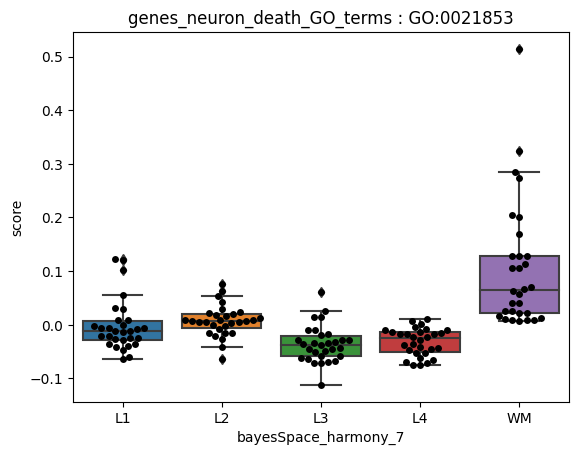 genes_neuron_death_GO_terms : GO:0021853
score
0.5
0.4
0.3
0.2
0.1
0.0
−0.1
L1 L2 L3 L4 WM
bayesSpace_harmony_7